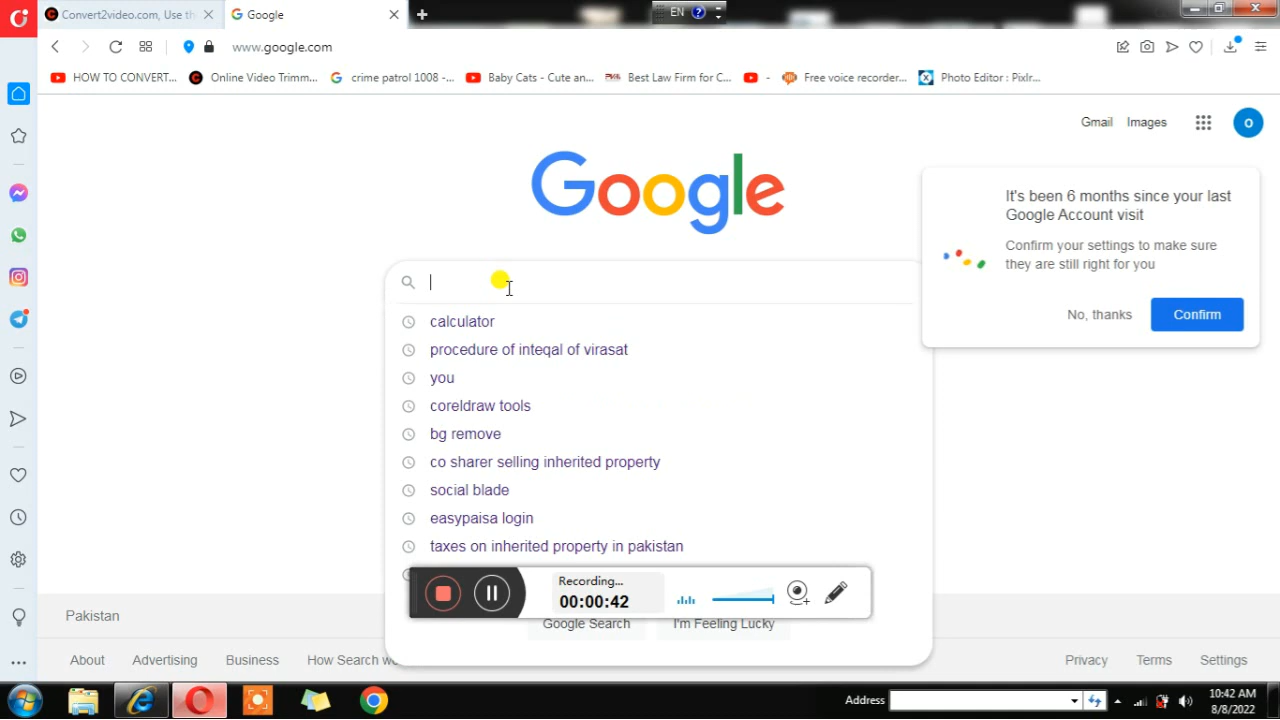 Convert2video.com, Use th
Google
EN
www.google.com
HOW TO CONVERT...
Online Video Trimm...
crime patrol 1008 -...
Baby Cats - Cute an...
Best Law Firm for C...
-
Free voice recorder...
Photo Editor : Pixlr...
Gmail
Images
o
Google
It's been 6 months since your last
Google Account visit
Confirm your settings to make sure
they are still right for you
No, thanks
Confirm
calculator
procedure of inteqal of virasat
you
coreldraw tools
bg remove
co sharer selling inherited property
social blade
easypaisa login
taxes on inherited property in pakistan
Recording...
00:00:42
Google Search
I'm Feeling Lucky
Pakistan
About
Advertising
Business
How Search wo
Privacy
Terms
Settings
Address
10:42 AM
8/8/2022